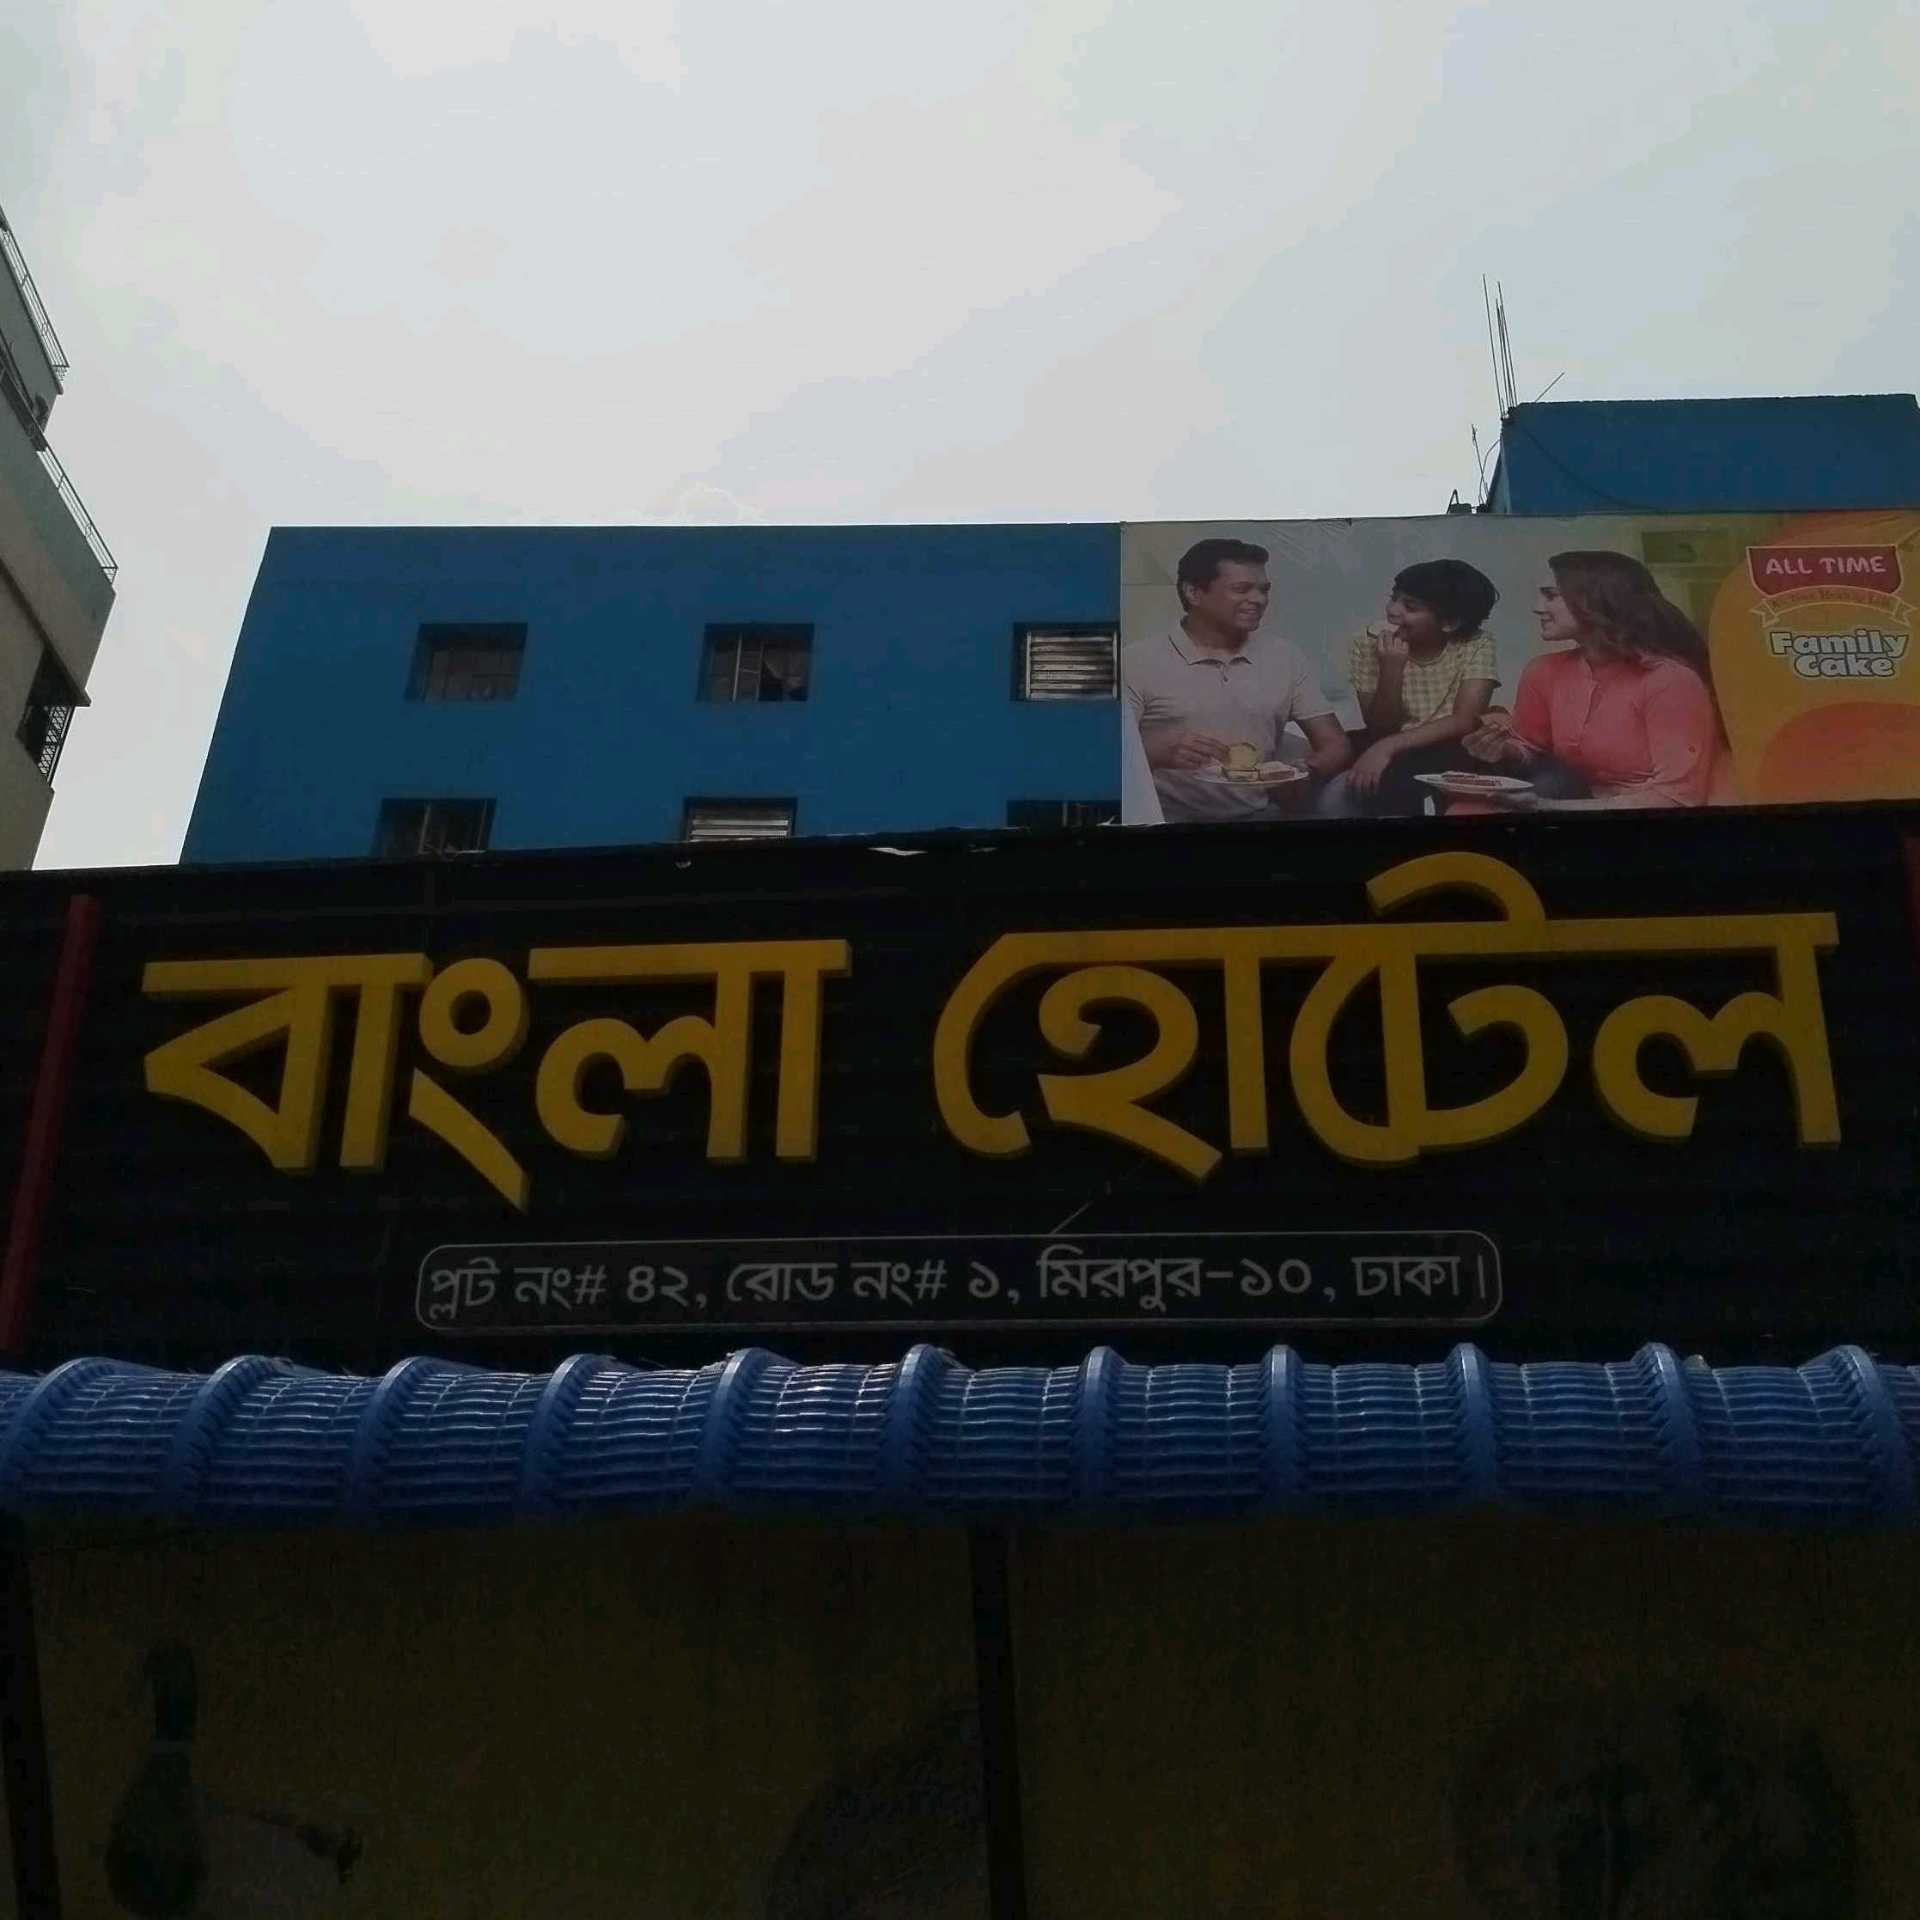 ALL TIME
Family
Cake
বাংলা হোটেল
প্লট নং# ৪২, রোড নং# ১, মিরপুর-১০, ঢাকা।